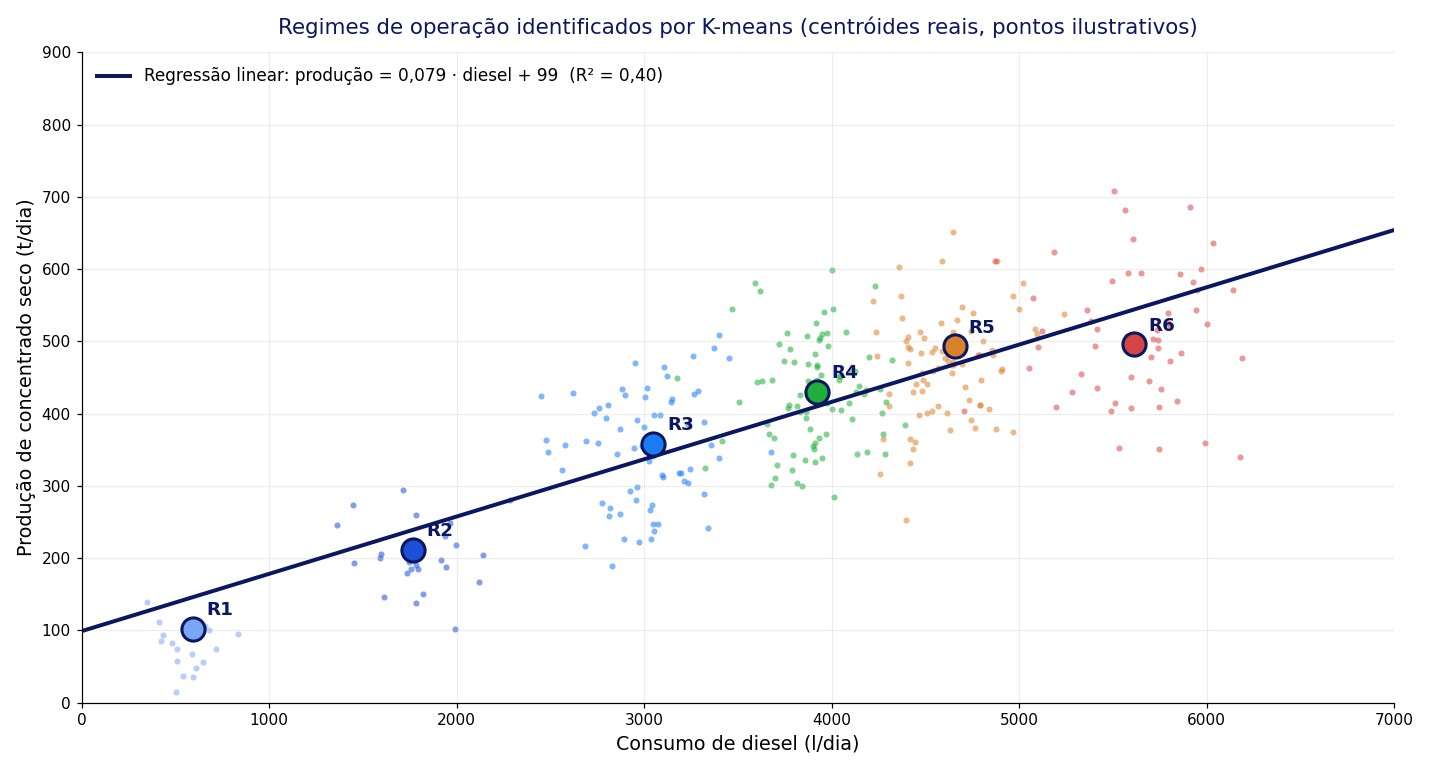 Regimes de operação identificados por K-means (centróides reais, pontos ilustrativos)
Regressão linear: produção = 0,079 · diesel + 99 (R² = 0,40)
Produção de concentrado seco (t/dia)
900
800
700
600
500
400
300
200
100
0
R1
R2
R3
R4
R5
R6
0 1000 2000 3000 4000 5000 6000 7000
Consumo de diesel (l/dia)